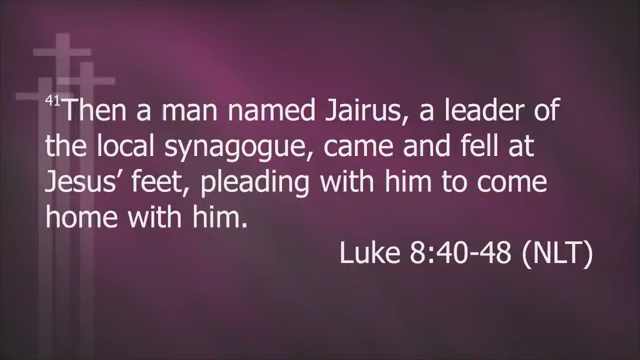 41Then a man named Jairus, a leader of
the local synagogue, came and fell at
Jesus’ feet, pleading with him to come
home with him.
Luke 8:40-48 (NLT)